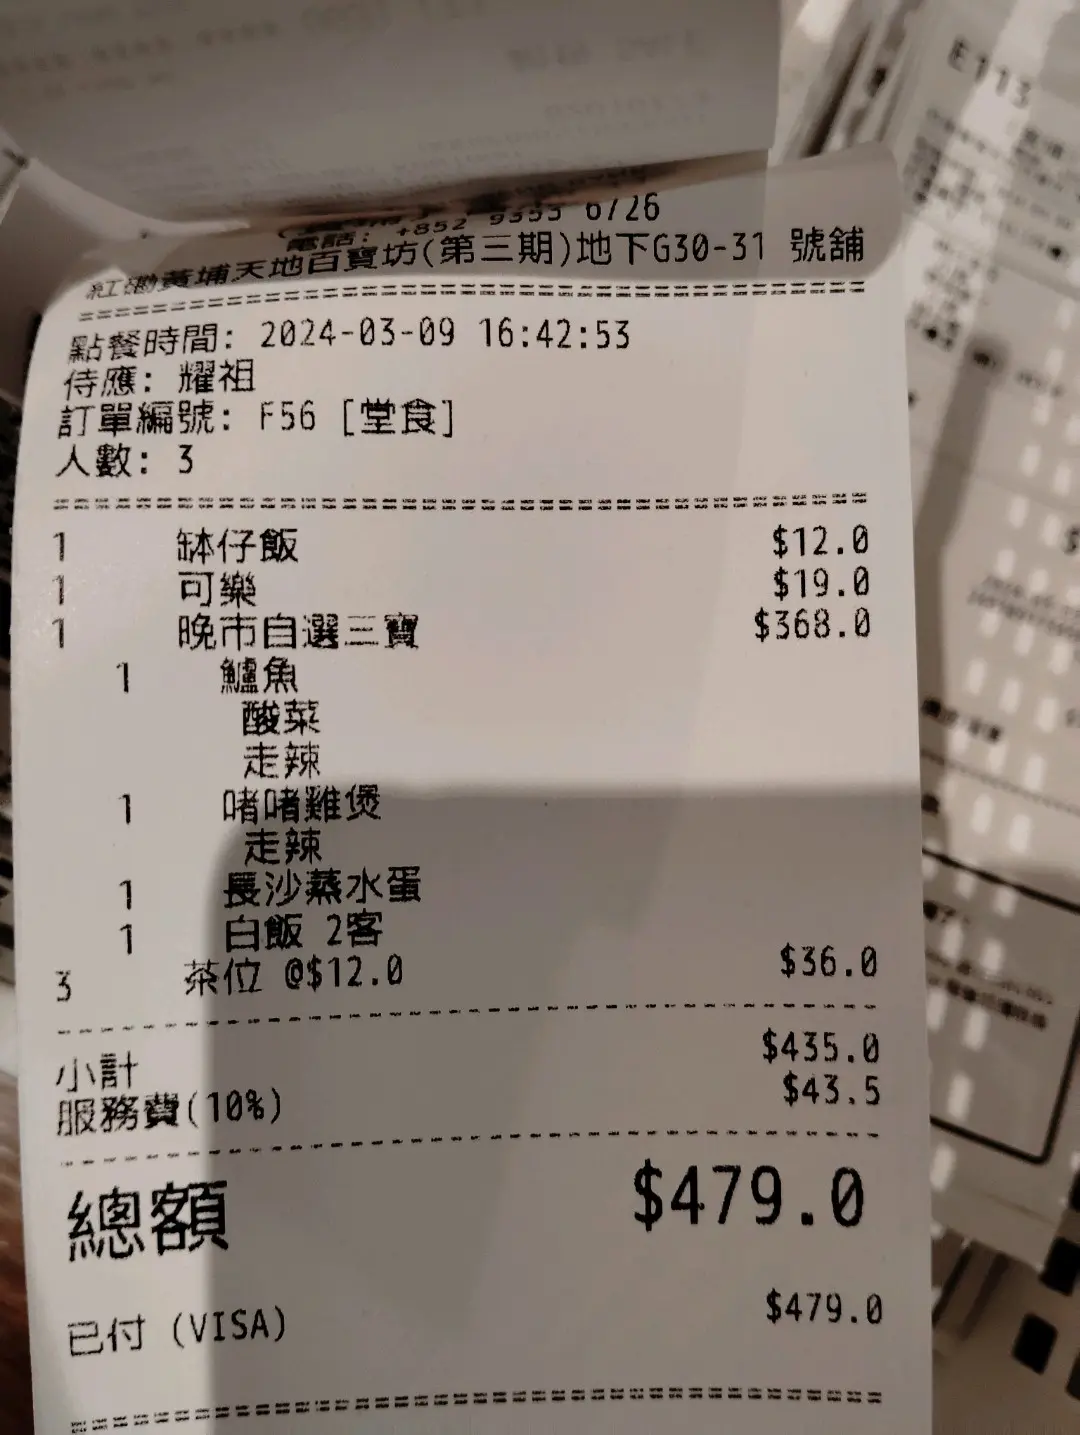 電話: +852 9353 6726
紅磡黃埔天地百寶坊(第三期)地下G30-31 號舖
點餐時間: 2024-03-09 16:42:53
侍應: 耀祖
訂單編號: F56 [堂食]
人數: 3
1 缽仔飯 $12.0
1 可樂 $19.0
1 晚市自選三寶 $368.0
1 鱸魚
酸菜
走辣
1 啫啫雞煲
走辣
1 長沙蒸水蛋
1 白飯 2客
3 茶位 @$12.0 $36.0
小計 $435.0
服務費(10%) $43.5
總額 $479.0
已付 (VISA) $479.0
E113